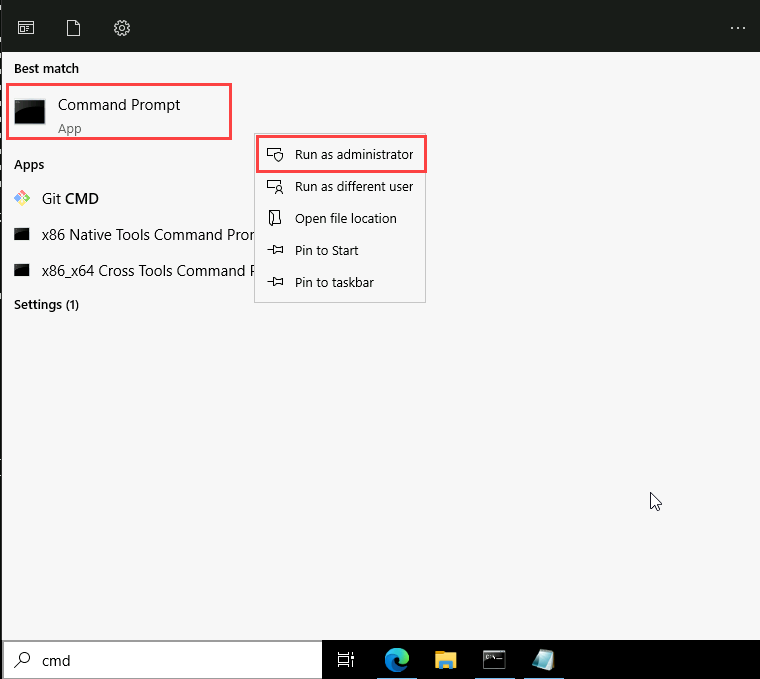 Best match
Command Prompt
App
Run as administrator
Apps
Run as different user
Git CMD
Open file location
x86 Native Tools Command
Pin to Start
x86_x64 Cross Tools Command
Pin to taskbar
Settings (1)
cmd